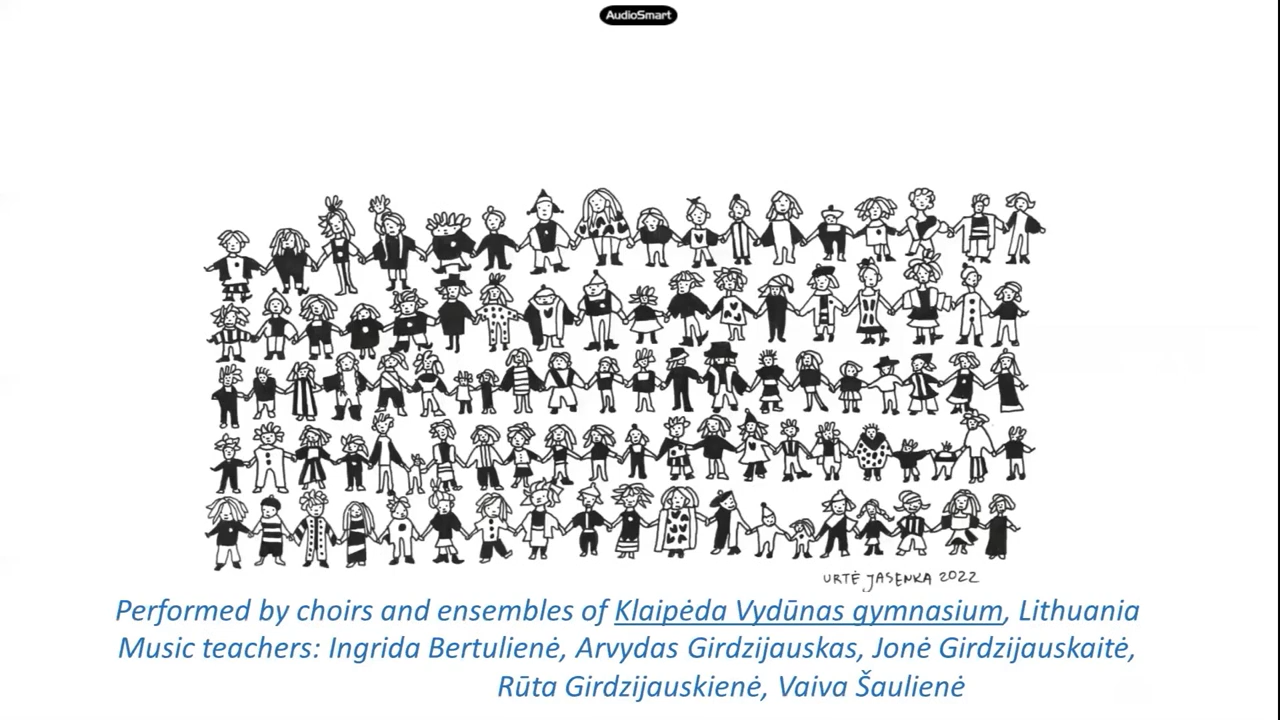 AudioSmart
URTĖ JASENKA 2022
Performed by choirs and ensembles of Klaipėda Vydūnas gymnasium, Lithuania
Music teachers: Ingrida Bertulienė, Arvydas Girdzijauskas, Jonė Girdzijauskaitė,
Rūta Girdzijauskienė, Vaiva Šaulienė